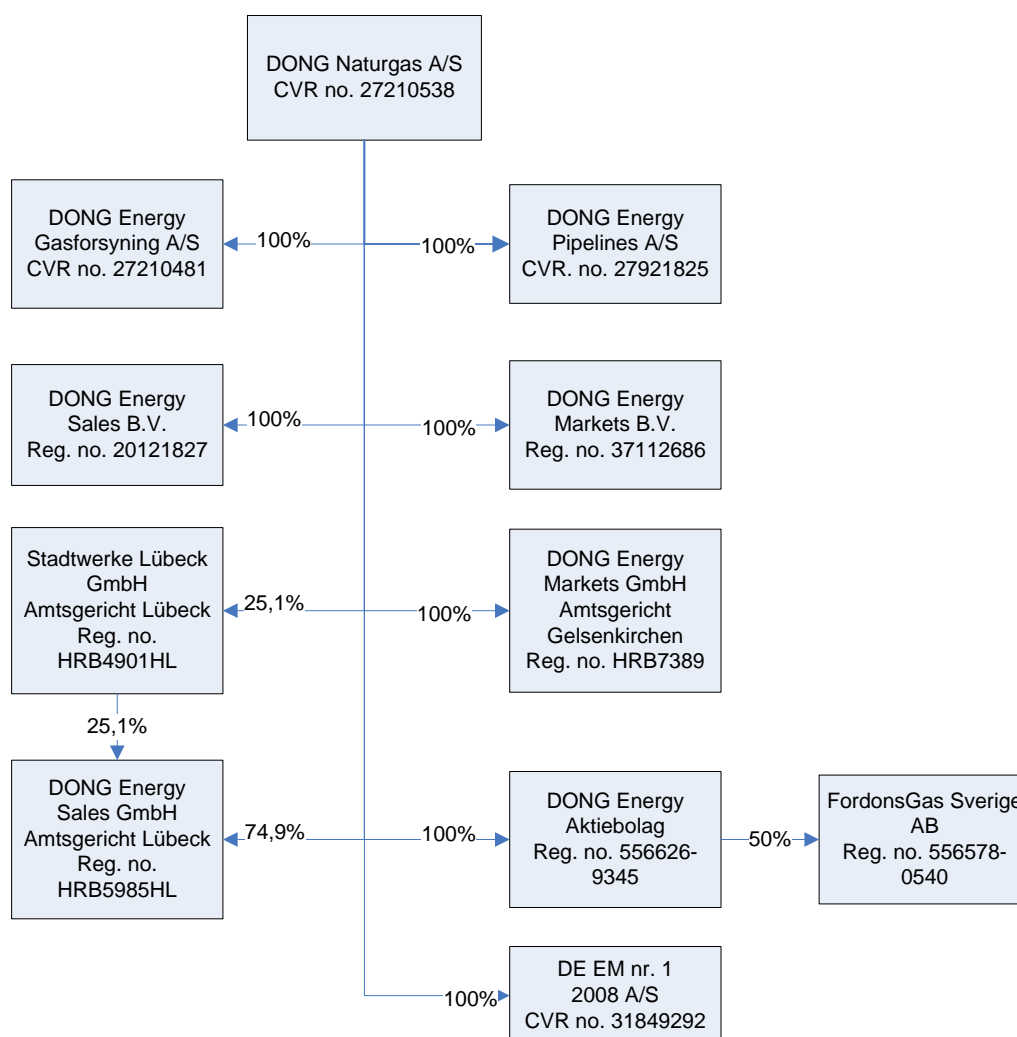 DONG Naturgas A/S
CVR no. 27210538
DONG Energy
Gasforsyning A/S
CVR no. 27210481
100%
100%
DONG Energy
Pipelines A/S
CVR. no. 27921825
DONG Energy
Sales B.V.
Reg. no. 20121827
100%
100%
DONG Energy
Markets B.V.
Reg. no. 37112686
Stadtwerke Lübeck
GmbH
Amtsgericht Lübeck
Reg. no.
HRB4901HL
25,1%
100%
DONG Energy
Markets GmbH
Amtsgericht
Gelsenkirchen
Reg. no. HRB7389
25,1%
DONG Energy
Sales GmbH
Amtsgericht Lübeck
Reg. no.
HRB5985HL
74,9%
100%
DONG Energy
Aktiebolag
Reg. no. 556626-
9345
50%
FordonsGas Sverige
AB
Reg. no. 556578-
0540
100%
DE EM nr. 1
2008 A/S
CVR no. 31849292